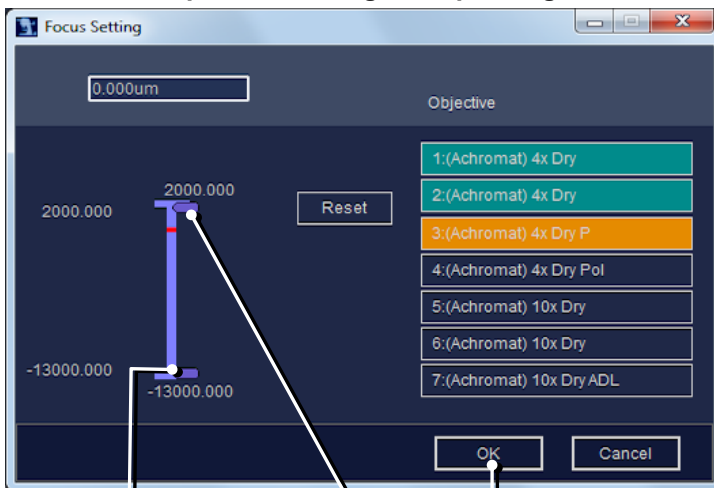 Focus Setting
0.000um
Objective
1:(Achromat) 4x Dry
2:(Achromat) 4x Dry
3:(Achromat) 4x Dry P
4:(Achromat) 4x Dry Pol
5:(Achromat) 10x Dry
6:(Achromat) 10x Dry
7:(Achromat) 10x Dry ADL
2000.000
2000.000
Reset
-13000.000
-13000.000
OK
Cancel